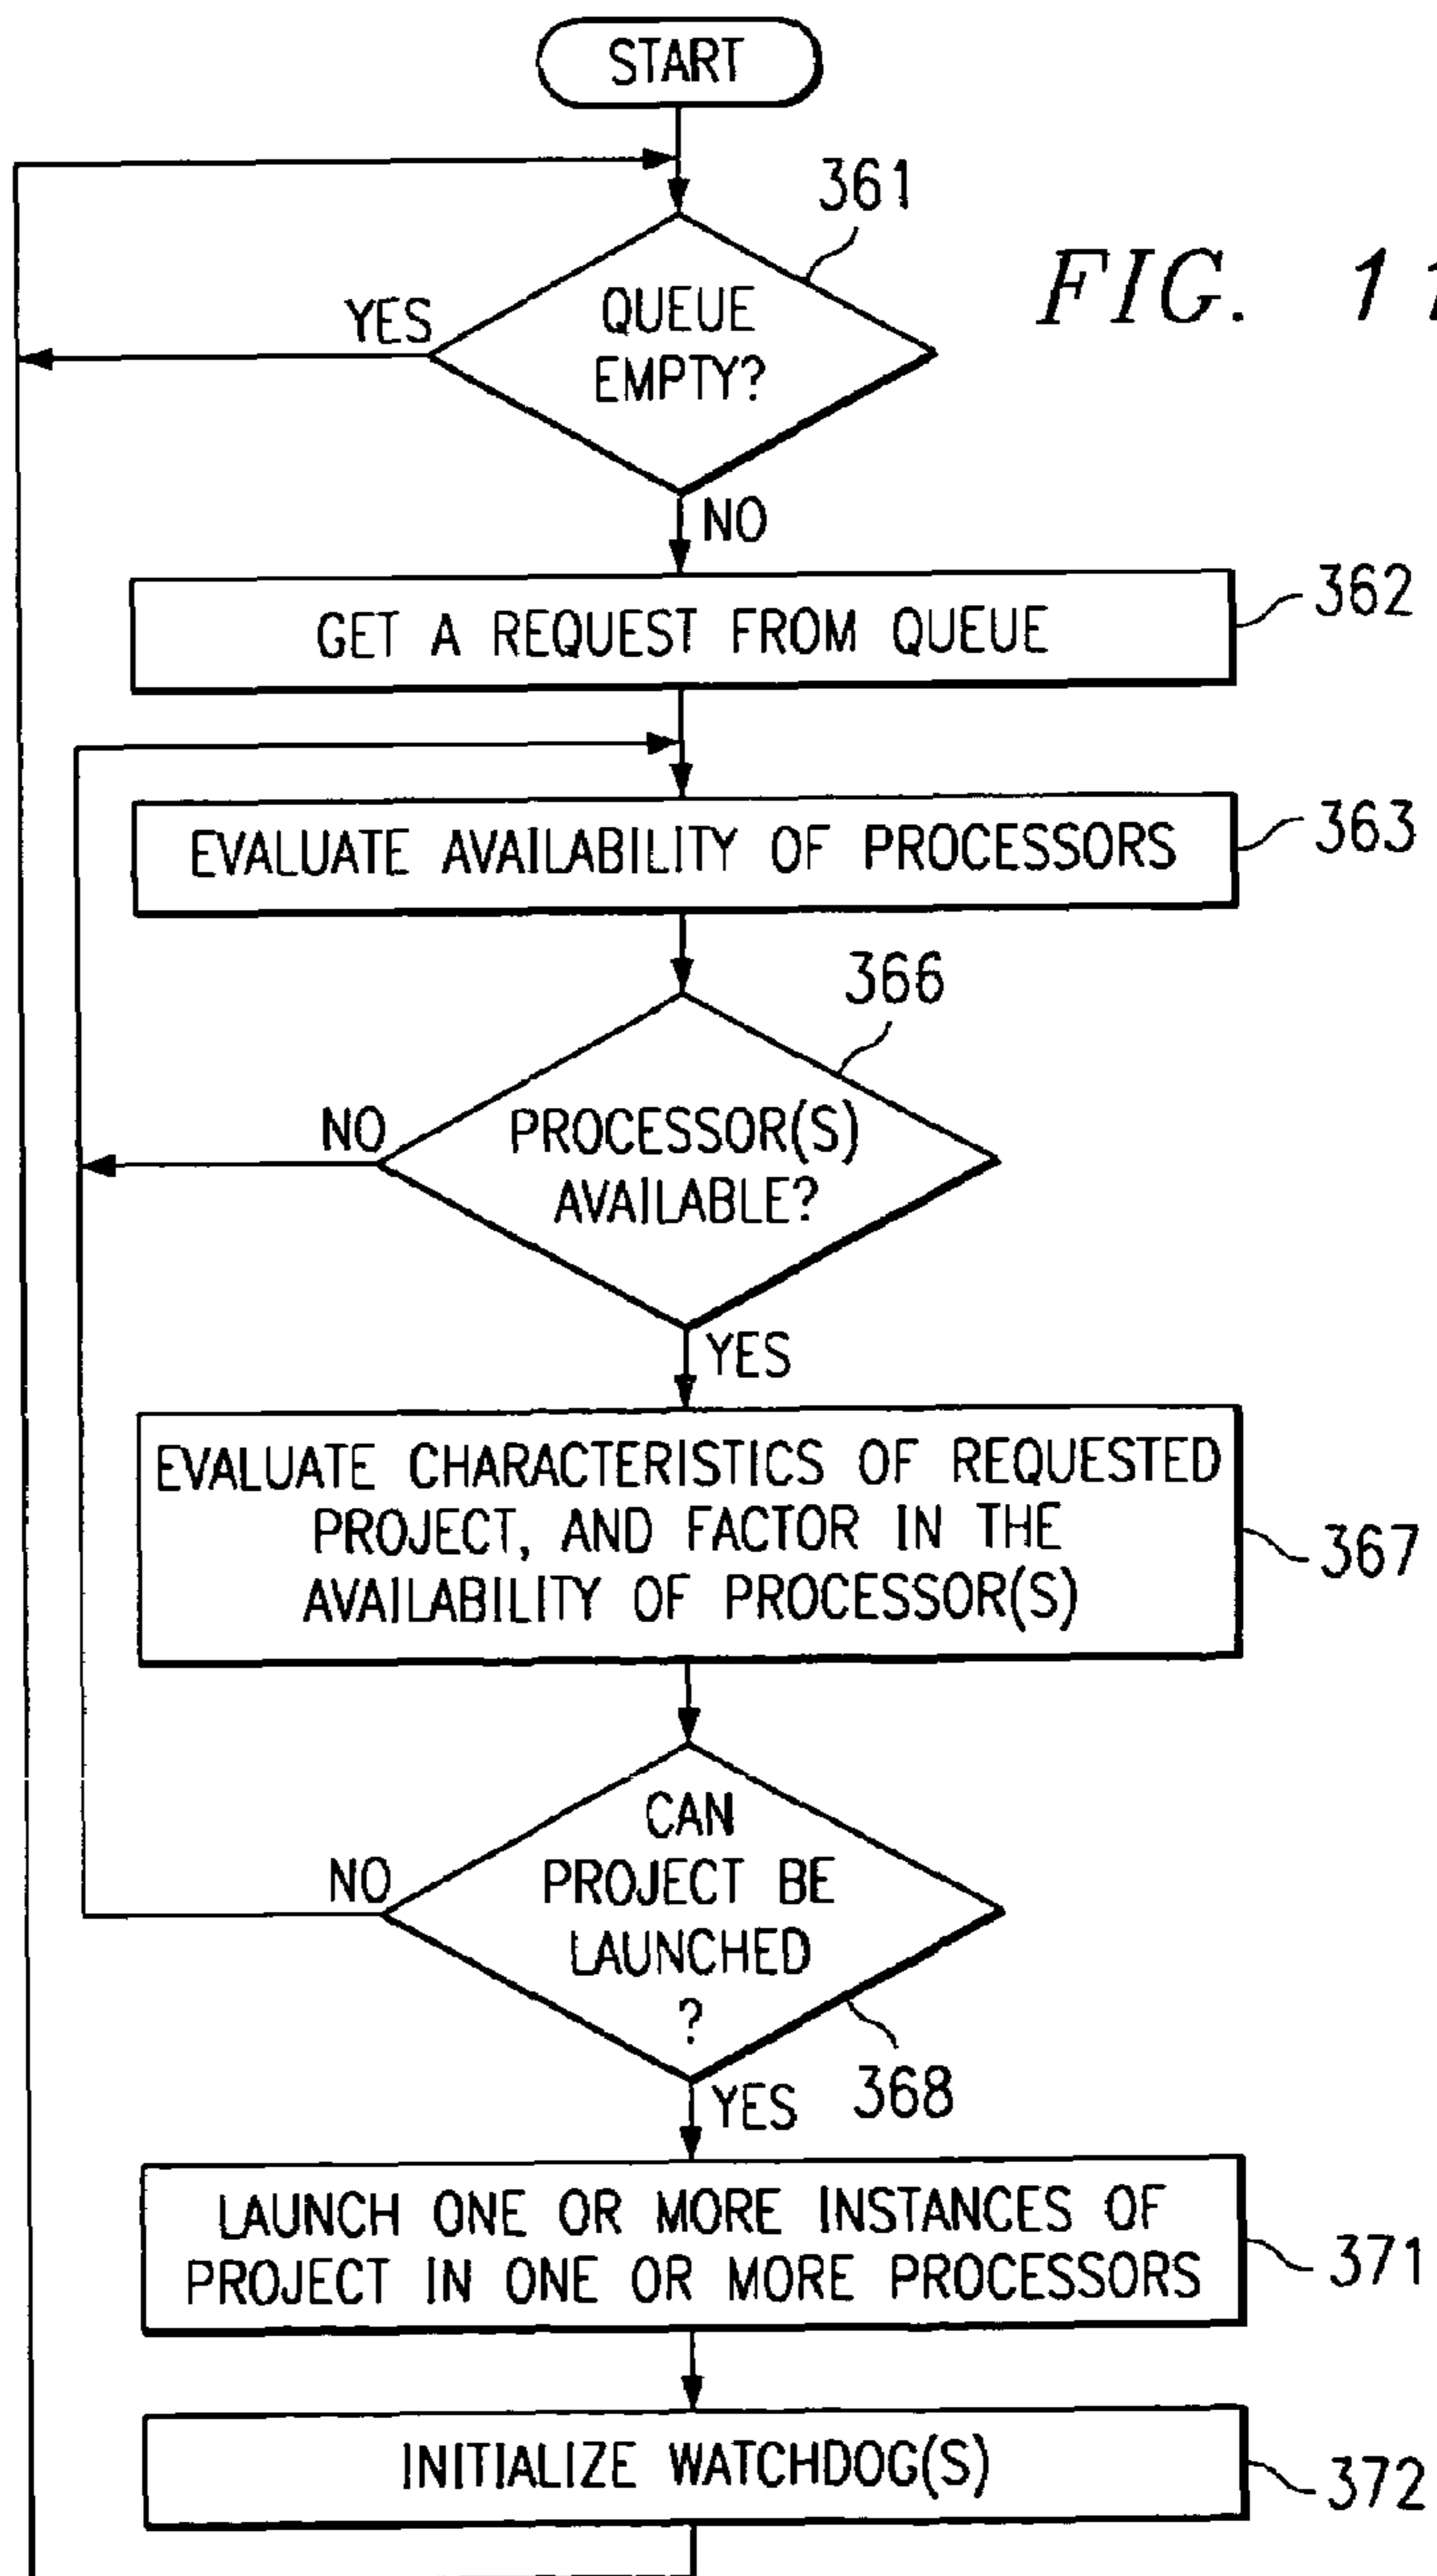 START
361
FIG. 11
YES
QUEUE
EMPTY?
NO
GET A REQUEST FROM QUEUE
362
EVALUATE AVAILABILITY OF PROCESSORS
363
366
NO
PROCESSOR(S)
AVAILABLE?
YES
EVALUATE CHARACTERISTICS OF REQUESTED
PROJECT, AND FACTOR IN THE
AVAILABILITY OF PROCESSOR(S)
367
NO
CAN
PROJECT BE
LAUNCHED
?
368
YES
LAUNCH ONE OR MORE INSTANCES OF
PROJECT IN ONE OR MORE PROCESSORS
371
INITIALIZE WATCHDOG(S)
372